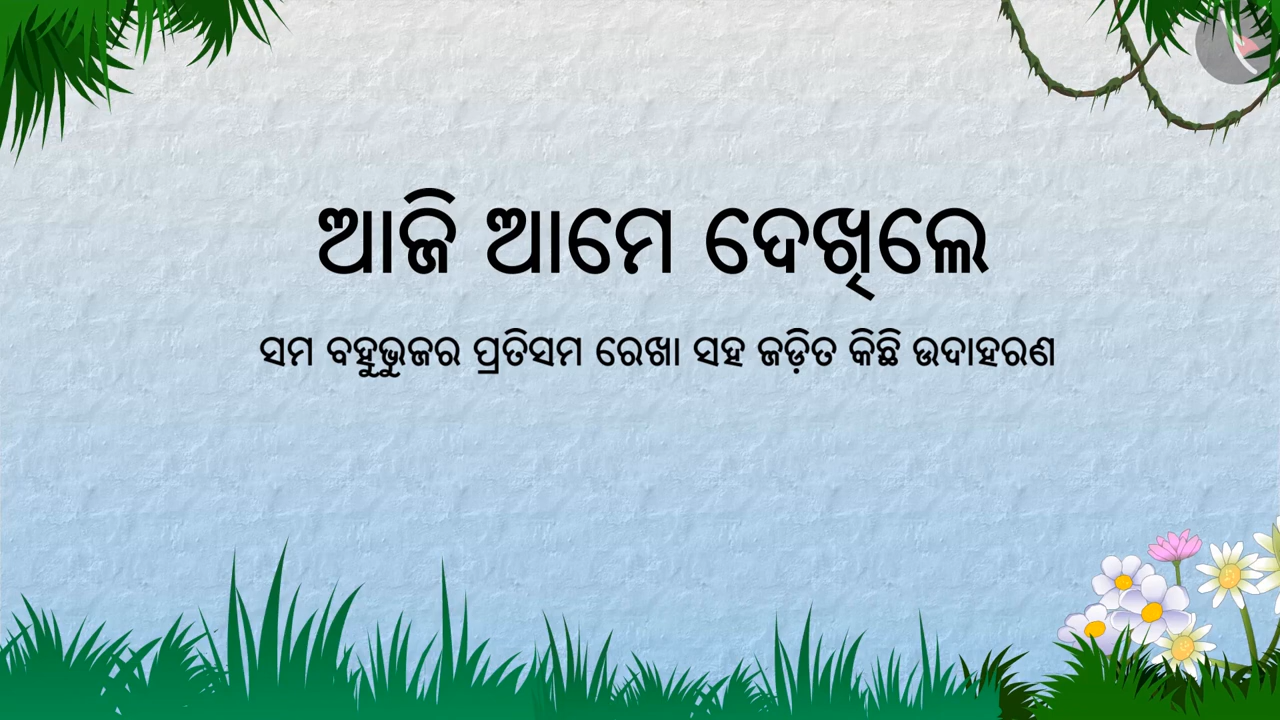 ଆଜି ଆମେ ଦେଖିଲେ
ସମ ବହୁଭୁଜର ପ୍ରତିସମ ରେଖା ସହ ଜଡ଼ିତ କିଛି ଉଦାହରଣ